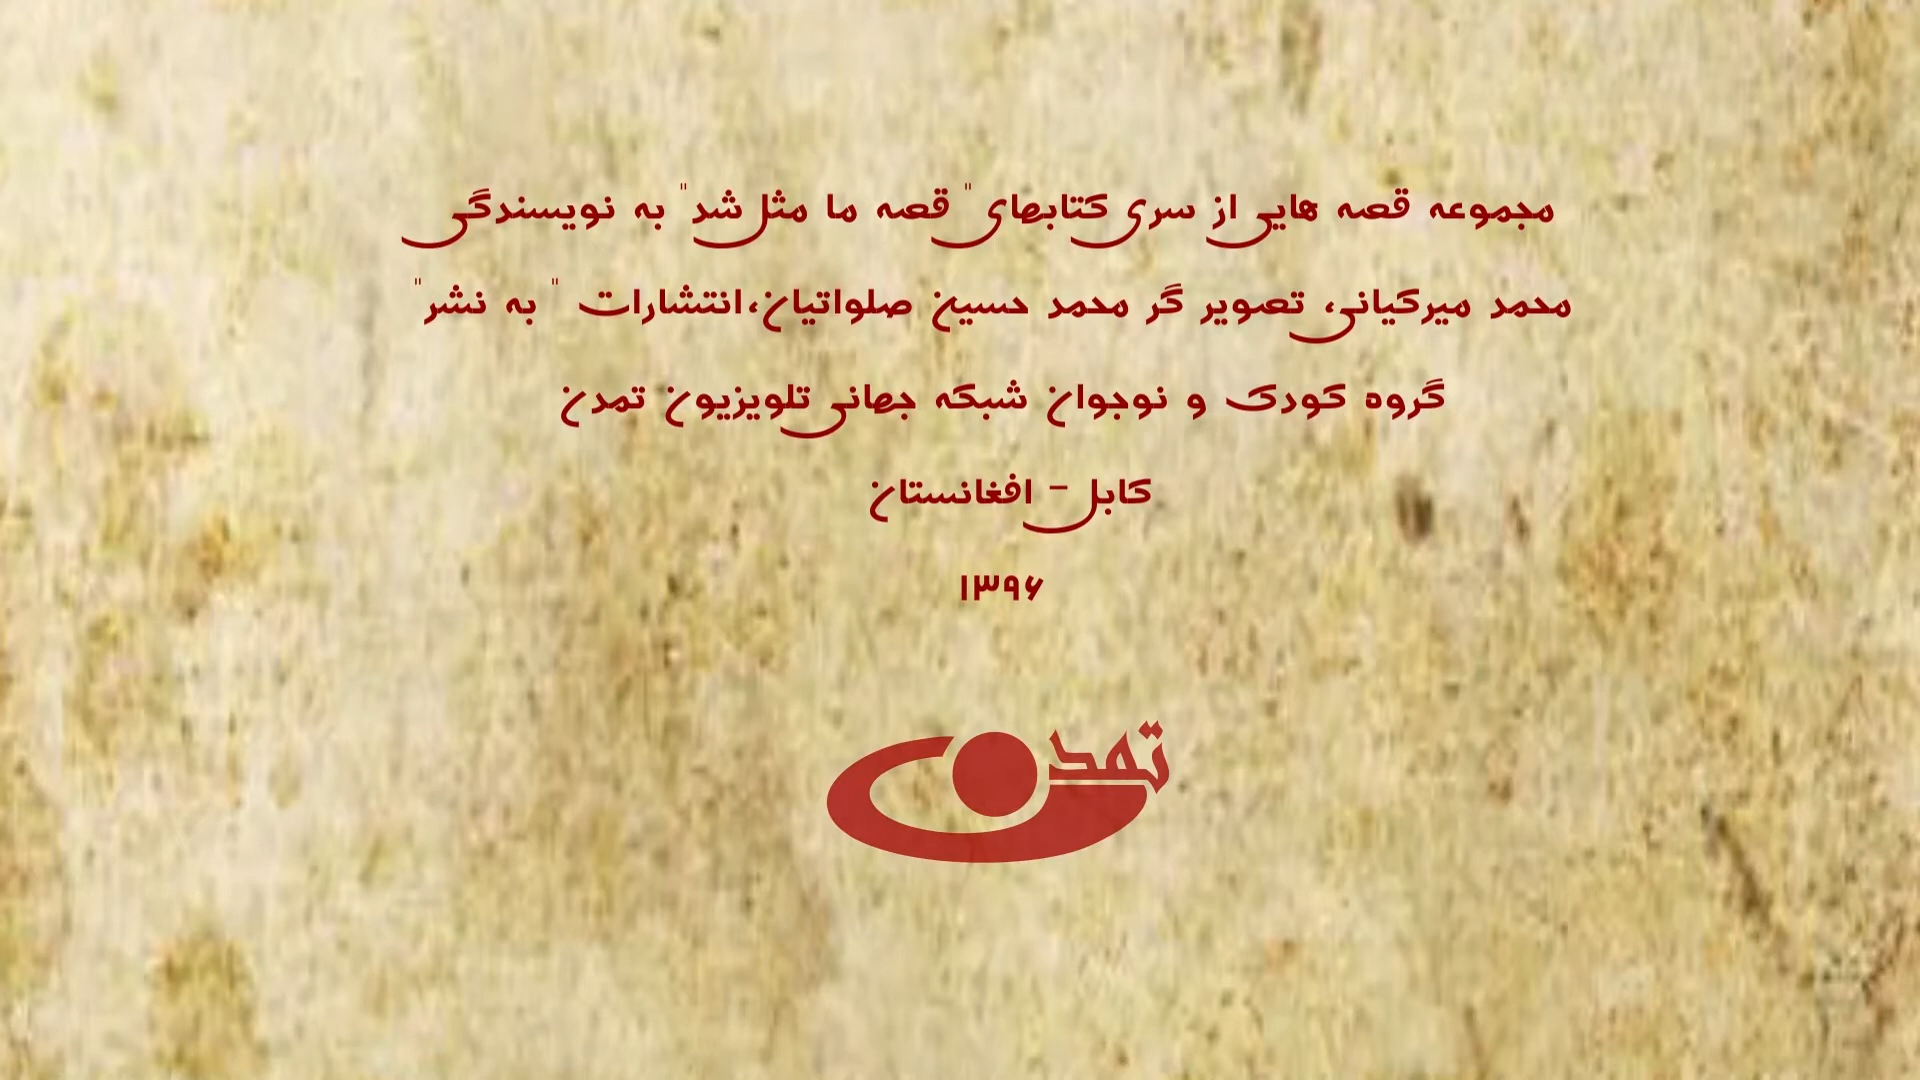 مجموعه قصه هایی از سری کتابهای " قصه ما مثل شد" به نویسندگی
محمد میرکیانی، تصویر گر محمد حسین صلواتیان،انتشارات " به نشر"
گروه کودک و نوجوان شبکه جهانی تلویزیون تمدن
کابل - افغانستان
۱۳۹۶
تمدن